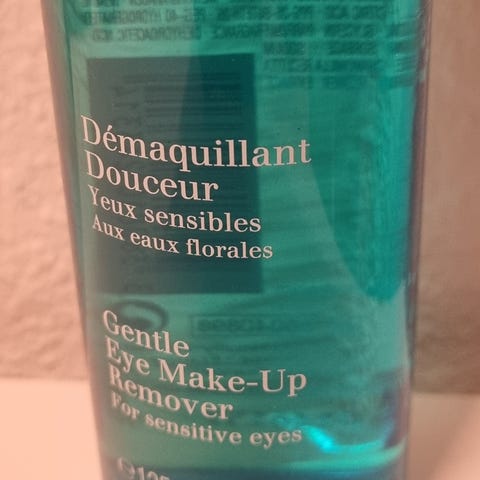 Démaquillant
Douceur
Yeux sensibles
Aux eaux florales
Gentle
Eye Make-Up
Remover
For sensitive eyes